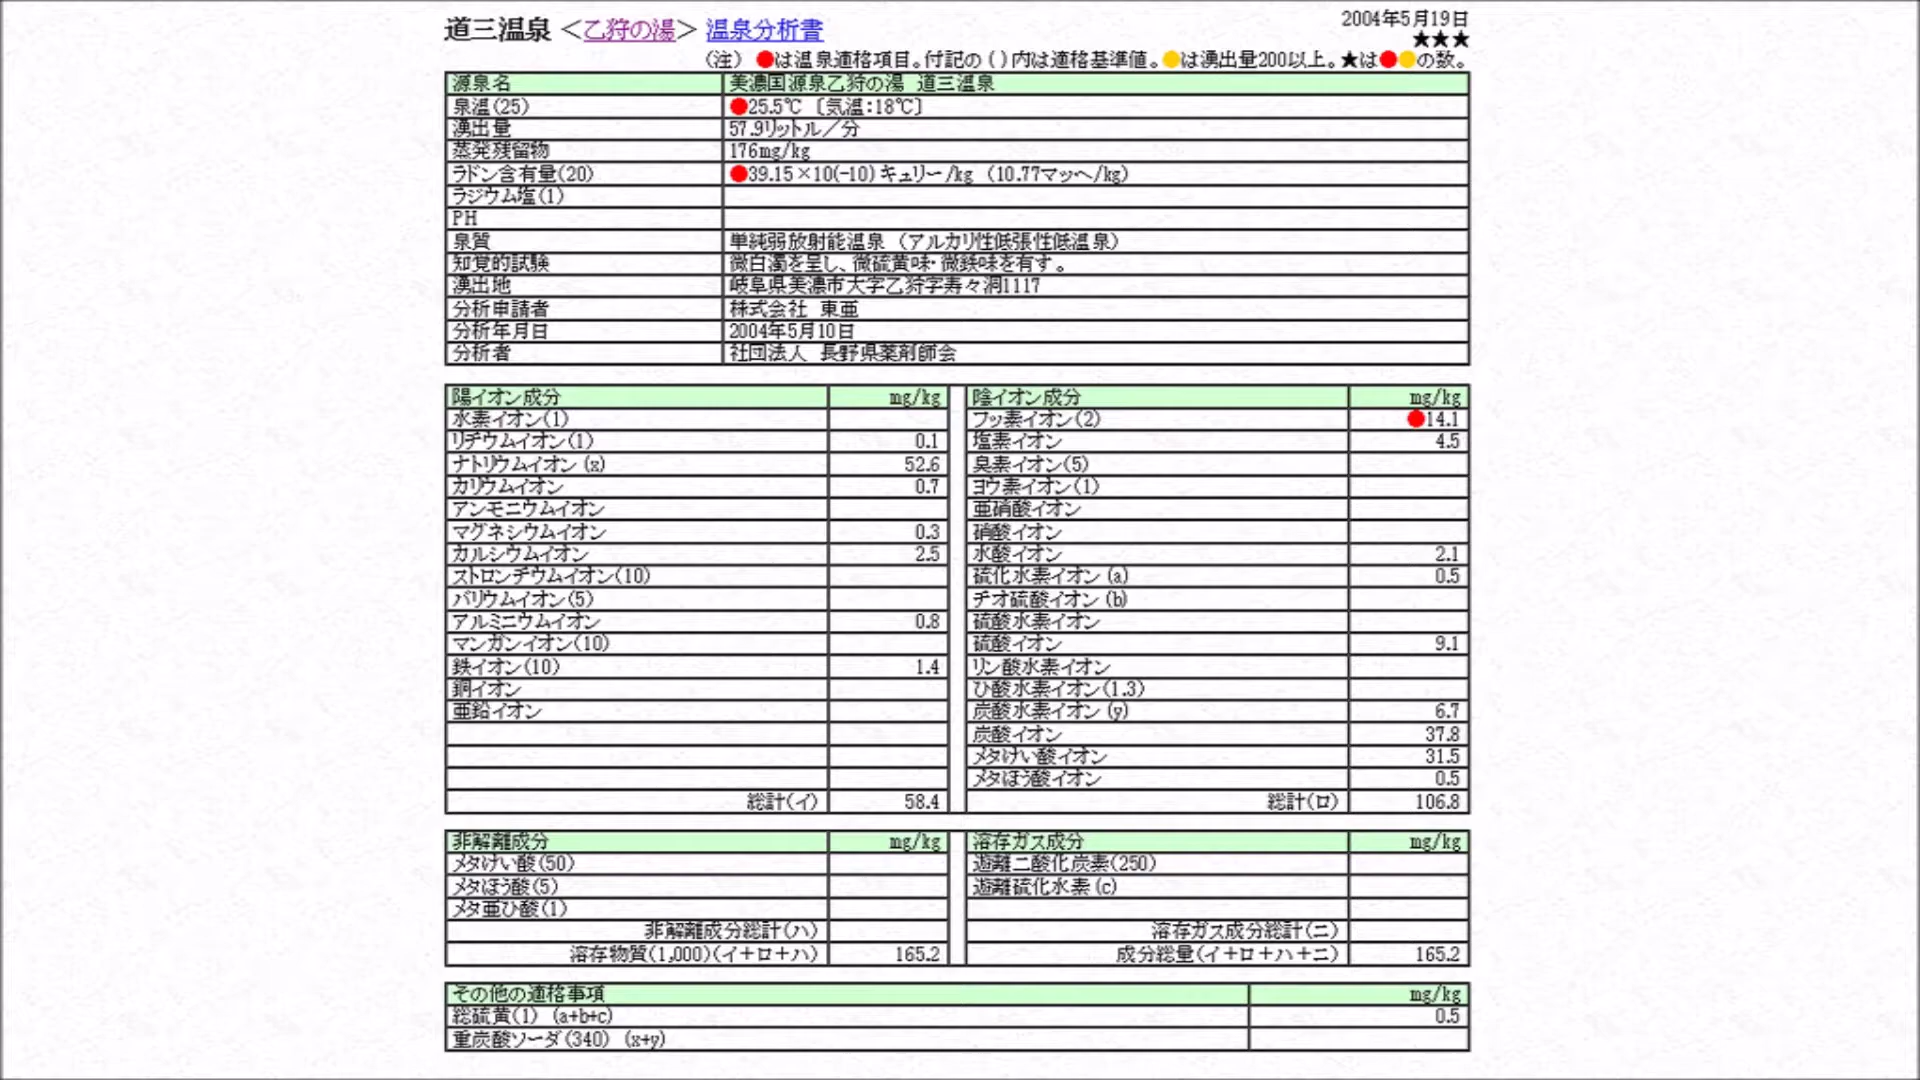 道三温泉 <乙狩の湯> 温泉分析書
2004年5月19日
★★★
(注) ●は温泉適格項目。付記の()内は適格基準値。●は湧出量200以上。★は●●の数。
源泉名 美濃国源泉乙狩の湯 道三温泉
泉温(25) ●25.5℃ [気温:18℃]
湧出量 57.9リットル/分
蒸発残留物 176mg/kg
ラドン含有量(20) ●39.15×10(-10)キュリー/kg (10.77マッヘ/kg)
ラジウム塩(1)
PH
泉質 単純弱放射能温泉 (アルカリ性低張性低温泉)
知覚的試験 微白濁を呈し、微硫黄味・微鉄味を有す。
湧出地 岐阜県美濃市大字乙狩字寿々洞1117
分析申請者 株式会社 東亜
分析年月日 2004年5月10日
分析者 社団法人 長野県薬剤師会
陽イオン成分 mg/kg
水素イオン(1)
リチウムイオン(1) 0.1
ナトリウムイオン(x) 52.6
カリウムイオン 0.7
アンモニウムイオン
マグネシウムイオン 0.3
カルシウムイオン 2.5
ストロンチウムイオン(10)
バリウムイオン(5)
アルミニウムイオン 0.8
マンガンイオン(10)
鉄イオン(10) 1.4
銅イオン
亜鉛イオン
総計(イ) 58.4
陰イオン成分 mg/kg
フッ素イオン(2) ●14.1
塩素イオン 4.5
臭素イオン(5)
ヨウ素イオン(1)
亜硝酸イオン
硝酸イオン
水酸イオン 2.1
硫化水素イオン(a) 0.5
チオ硫酸イオン(b)
硫酸水素イオン
硫酸イオン 9.1
リン酸水素イオン
ひ酸水素イオン(1.3)
炭酸水素イオン(y) 6.7
炭酸イオン 37.8
メタけい酸イオン 31.5
メタほう酸イオン 0.5
総計(ロ) 106.8
非解離成分 mg/kg
メタけい酸(50)
メタほう酸(5)
メタ亜ひ酸(1)
非解離成分総計(ハ)
溶存物質(1,000)(イ+ロ+ハ) 165.2
溶存ガス成分 mg/kg
遊離二酸化炭素(250)
遊離硫化水素(c)
溶存ガス成分総計(ニ)
成分総量(イ+ロ+ハ+ニ) 165.2
その他の適格事項 mg/kg
総硫黄(1) (a+b+c) 0.5
重炭酸ソーダ(340) (x+y)